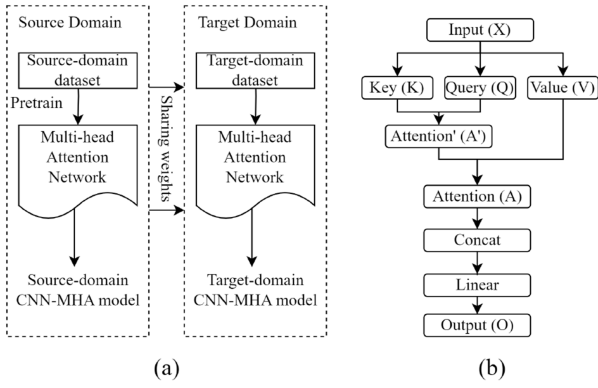 Source Domain
Source-domain
dataset
Pretrain
Multi-head
Attention
Network
Source-domain
CNN-MHA model
Sharing weights
Target Domain
Target-domain
dataset
Multi-head
Attention
Network
Target-domain
CNN-MHA model
(a)
Input (X)
Key (K)
Query (Q)
Value (V)
Attention' (A')
Attention (A)
Concat
Linear
Output (O)
(b)